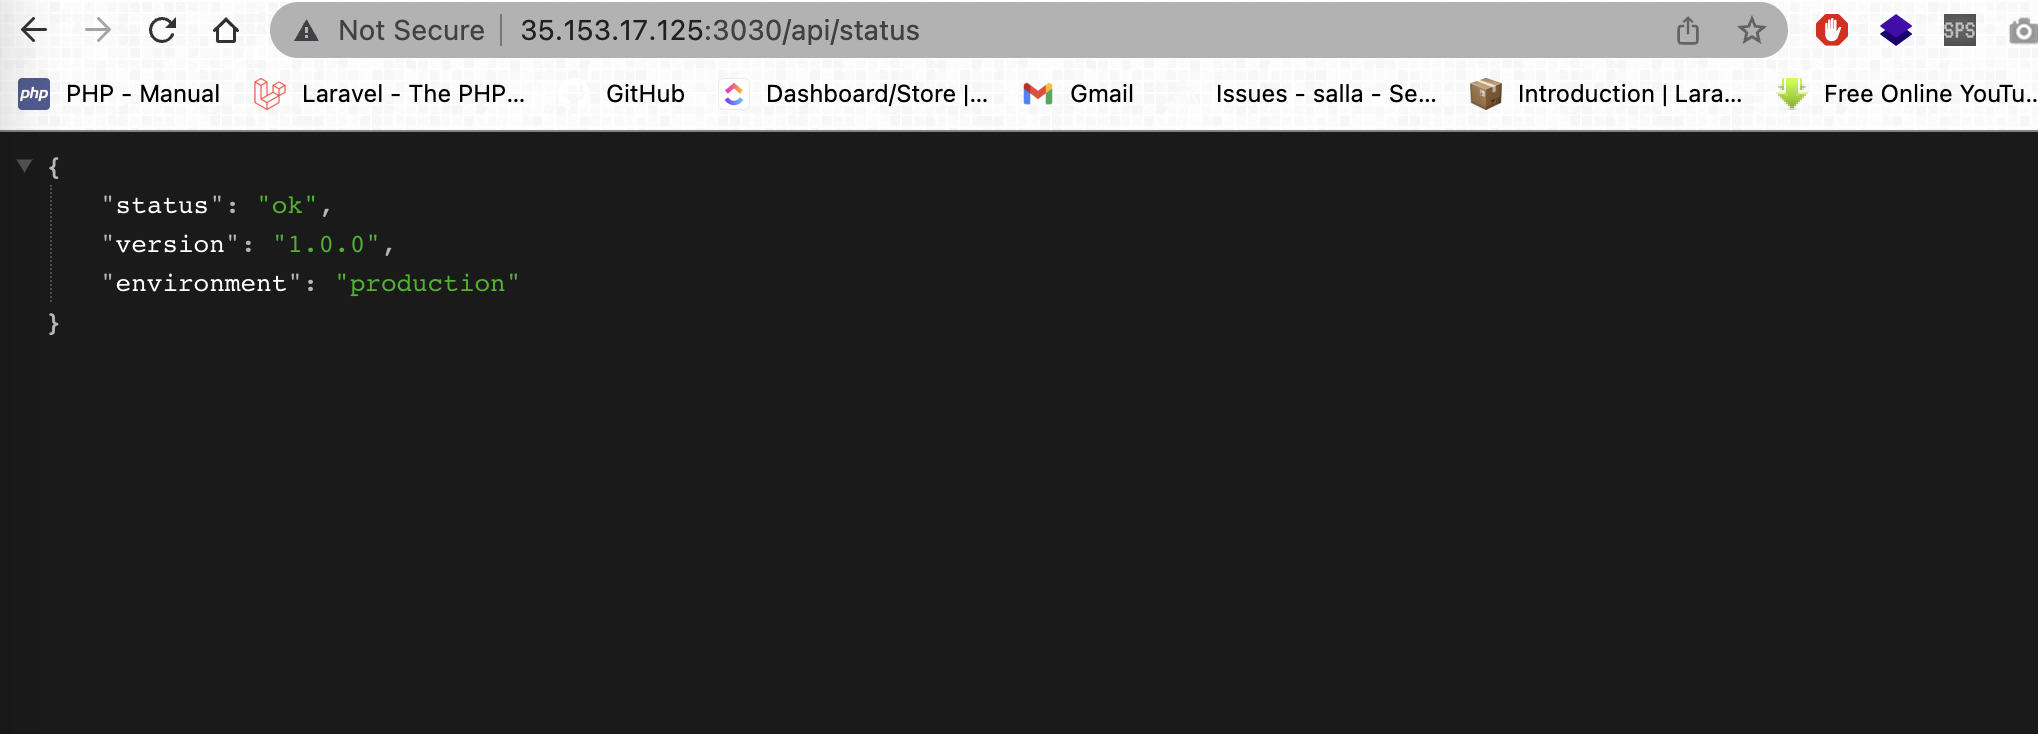 Not Secure 35.153.17.125:3030/api/status
SPS
php PHP - Manual Laravel - The PHP... GitHub Dashboard/Store |... Gmail Issues - salla - Se... Introduction | Lara... Free Online YouTu...
{
"status": "ok",
"version": "1.0.0",
"environment": "production"
}